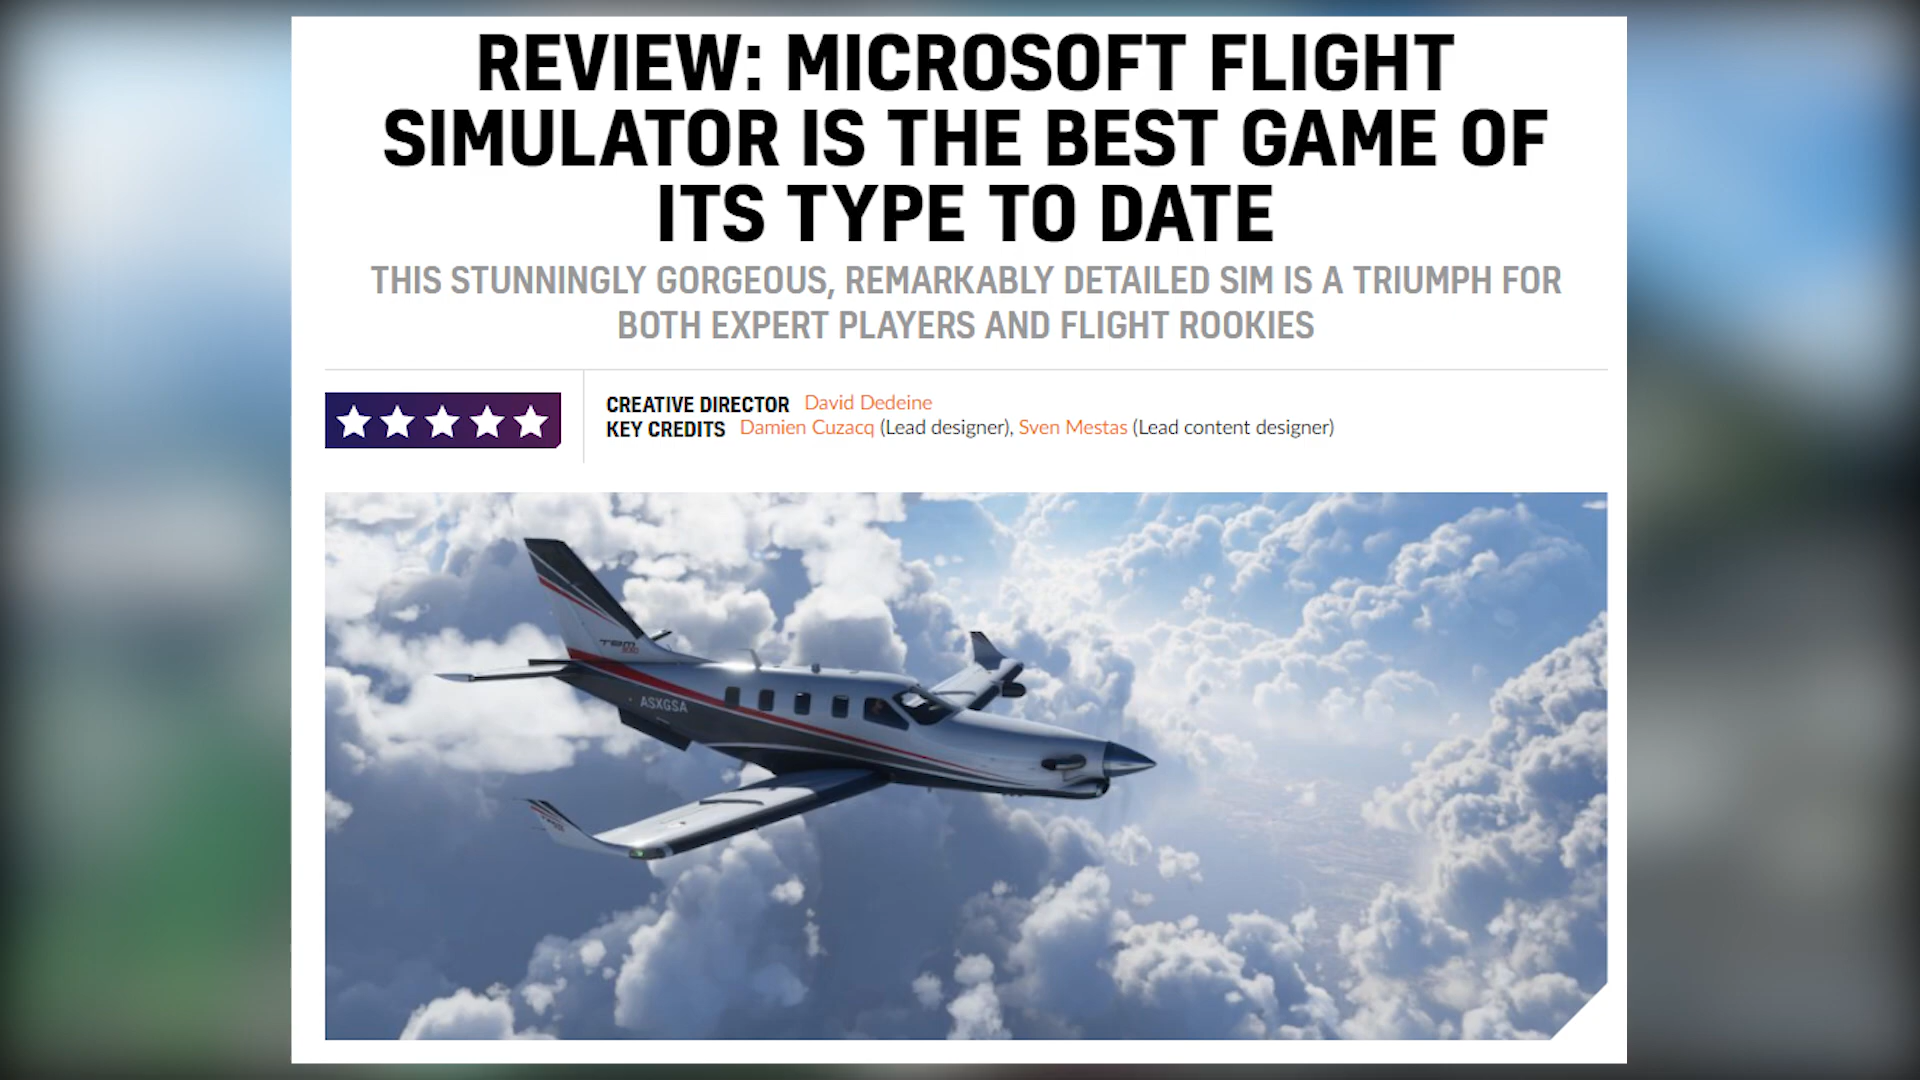 REVIEW: MICROSOFT FLIGHT
SIMULATOR IS THE BEST GAME OF
ITS TYPE TO DATE
THIS STUNNINGLY GORGEOUS, REMARKABLY DETAILED SIM IS A TRIUMPH FOR
BOTH EXPERT PLAYERS AND FLIGHT ROOKIES
CREATIVE DIRECTOR David Dedeine
KEY CREDITS Damien Cuzacq (Lead designer), Sven Mestas (Lead content designer)
TBM
ASXGSA